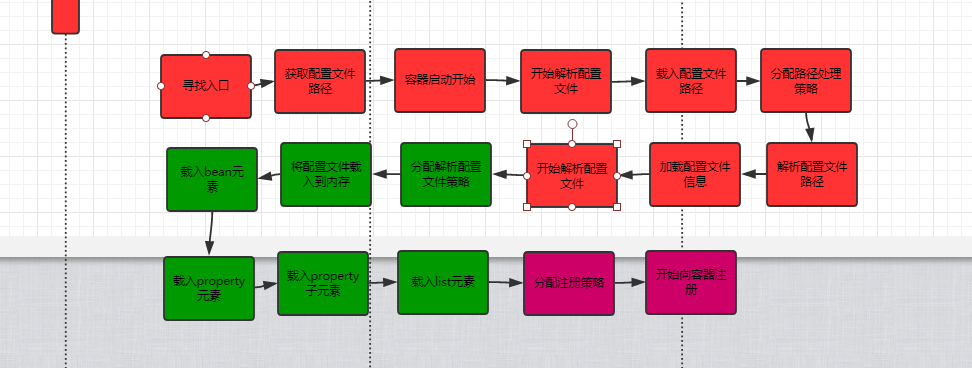 寻找入口
获取配置文件
路径
容器启动开始
开始解析配置
文件
载入配置文件
路径
分配路径处理
策略
解析配置文件
路径
加载配置文件
信息
开始解析配置
文件
分配解析配置
文件策略
将配置文件载
入到内存
载入bean元
素
载入property
元素
载入property
子元素
载入list元素
分配注册策略
开始向容器注
册